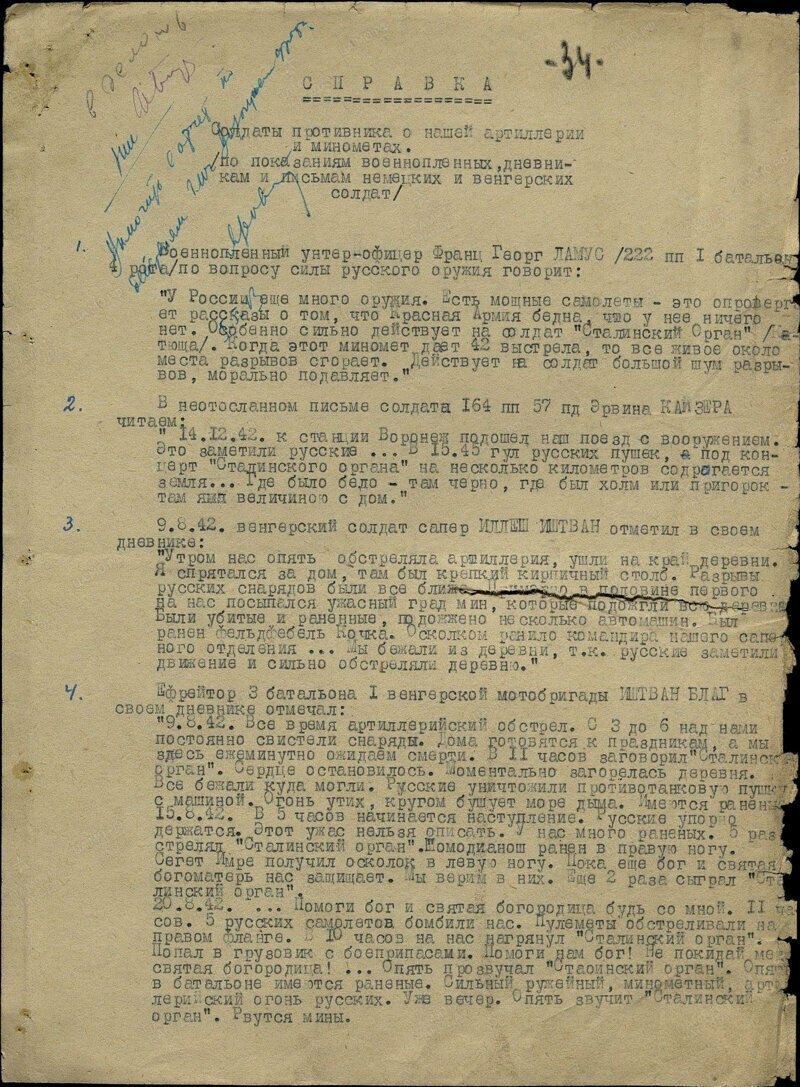 -34-
в дело
С П Р А В К А
Солдаты противника о нашей артиллерии
и минометах.
/По показаниям военнопленных, дневни-
кам и письмам немецких и венгерских
солдат/
1. Военнопленный унтер-офицер Франц Георг ЛАМУС /222 пп I батальон
рота/по вопросу силы русского оружия говорит:
"У России еще много оружия. Есть мощные самолеты - это опроверг
ет рассказы о том, что Красная Армия бедна, что у нее ничего
нет. Особенно сильно действует на солдат "Сталинский Орган" /
тюша/. Когда этот миномет дает 42 выстрела, то все живое около
места разрывов сгорает. Действует на солдат большой шум разры-
вов, морально подавляет."
2. В неотосланном письме солдата 164 пп 57 пд Эрвина КАЙЗЕРА
читаем:
" 14.12.42. к станции Воронеж подошел наш поезд с вооружением.
Это заметили русские ... В 15.45 гул русских пушек, а под кон-
церт "Сталинского органа" на несколько километров содрагается
земля... Где было бело - там черно, где был холм или пригорок -
там яма величиною с дом."
3. 9.8.42. венгерский солдат сапер ИЛЛЕШ ИШТВАН отметил в своем
дневнике:
"Утром нас опять обстреляла артиллерия, ушли на край деревни.
Я спрятался за дом, там был крепкий кирпичный столб. Разрывы
русских снарядов были все ближе в половине первого
на нас посыпался ужасный град мин, которые подожгли всю деревню
Были убитые и раненные, подожжено несколько автомашин. Был
ранен фельдфебель Кочка. Осколком ранило командира нашего сапер
ного отделения ... Мы бежали из деревни, т.к. русские заметили
движение и сильно обстреляли деревню."
4. Ефрейтор 3 батальона I венгерской мотобригады ИШТВАН БЛАГ в
своем дневнике отмечал:
"9.8.42. Все время артиллерийский обстрел. С 3 до 6 над нами
постоянно свистели снаряды. Дома готовятся к праздникам, а мы
здесь ежеминутно ожидаем смерти. В II часов заговорил "Сталинск
орган". Сердце остановилось. Моментально загорелась деревня.
Все бежали куда могли. Русские уничтожили противотанковую пушку
с машиной. Огонь утих, кругом бушует море дыма. Имеются ранены
15.8.42. В 5 часов начинается наступление. Русские упорно
держатся. Этот ужас нельзя описать. У нас много раненых. 5 раз
стрелял "Сталинский орган". Шомодианош ранен в правую ногу.
Сегет Имре получил осколок в левую ногу. Пока еще бог и святая
богоматерь нас защищает. Мы верим в них. Еще 2 раза сыграл "Ста
линский орган".
20.8.42. ... Помоги бог и святая богородица будь со мной. II ча
сов. 5 русских самолетов бомбили нас. Пулеметы обстреливали на
правом фланге. В 10 часов на нас нагрянул "Сталинский орган".
Попал в грузовик с боеприпасами. Помоги нам бог! Не покидай ме
святая богородица! ... Опять прозвучал "Стаоинский орган". Опят
в батальоне имеются раненые. Сильный ружейный, минометный, арт
лерийский огонь русских. Уже вечер. Опять звучит "Сталинский
орган". Рвутся мины.